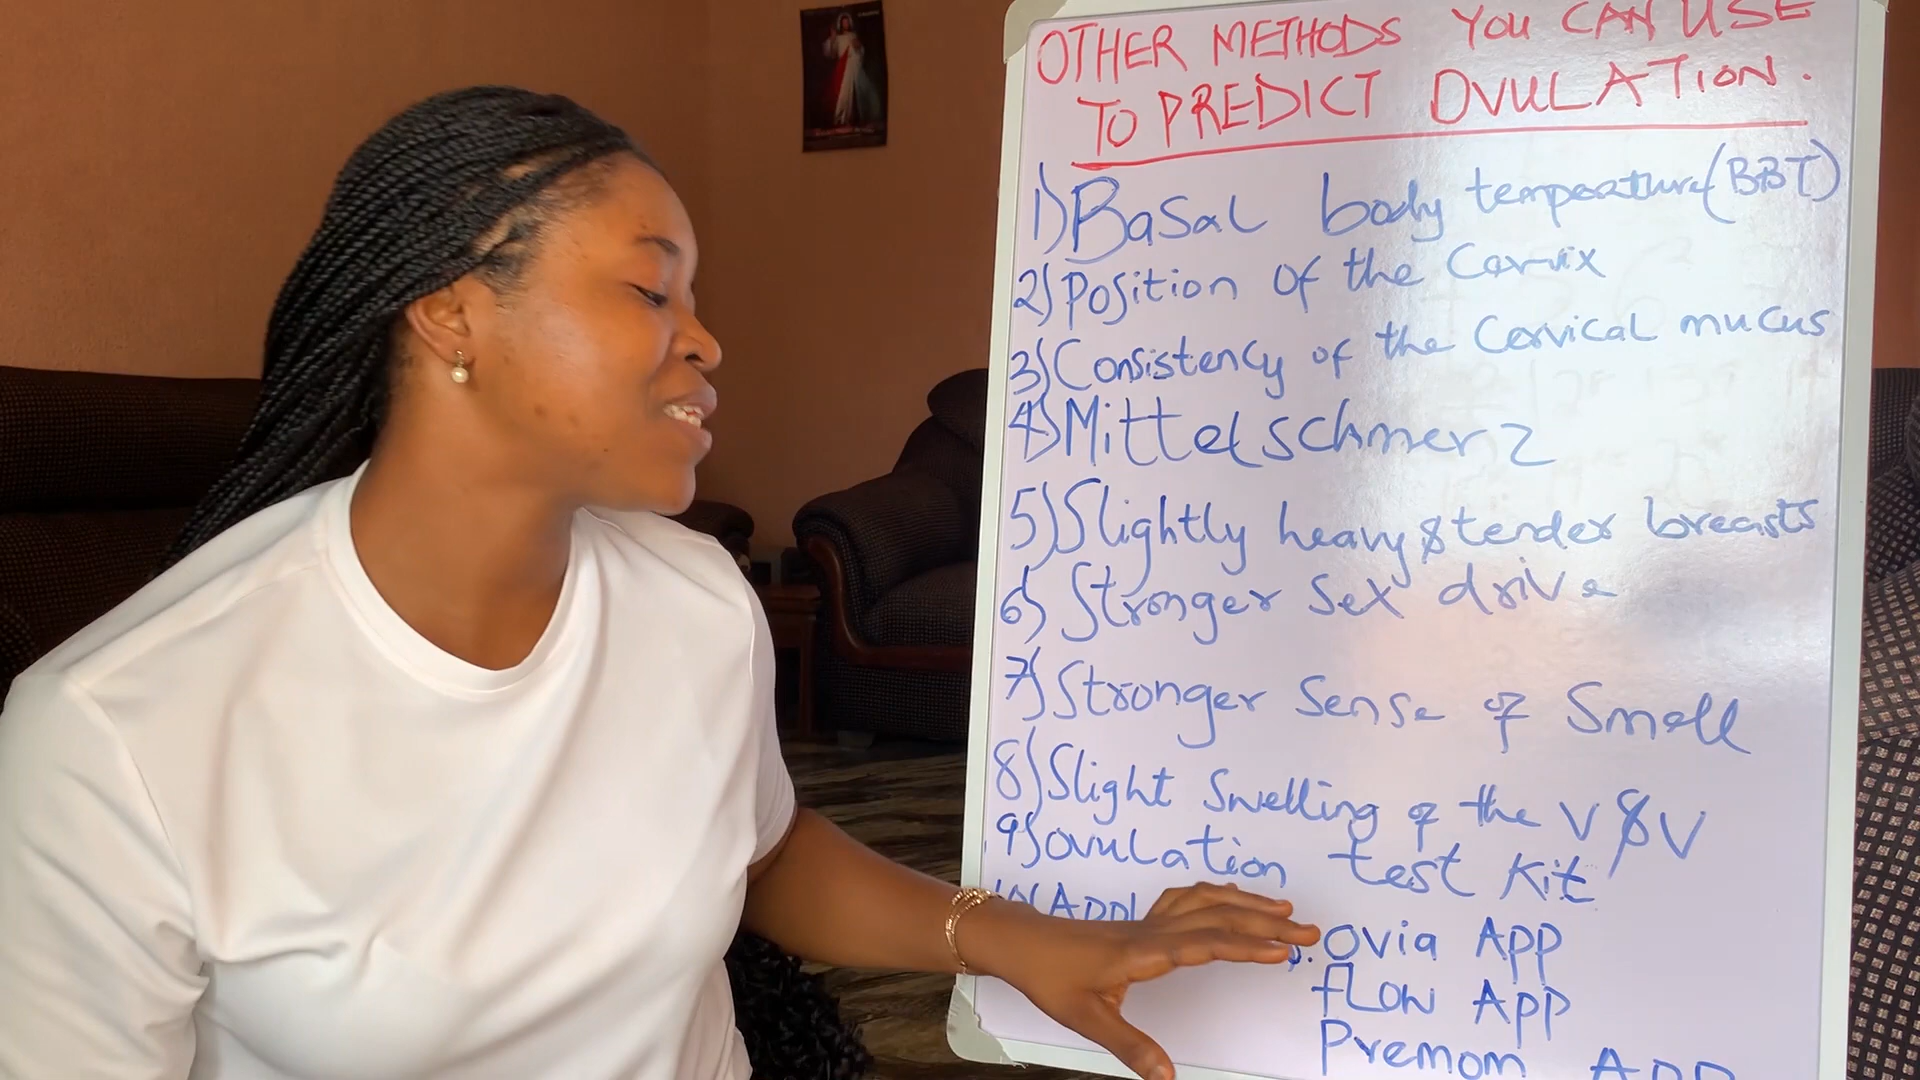 OTHER METHODS YOU CAN USE
TO PREDICT OVULATION.
1) Basal body temperature (BBT)
2) Position Of the Cervix
3) Consistency of the Cervical mucus
4) Mittelschmerz
5) Slightly heavy & tender breasts
6) Stronger Sex drive
7) Stronger Sense of Smell
8) Slight Swelling of the V & V
9) Ovulation test Kit
Ovia App
flow App
Premom App